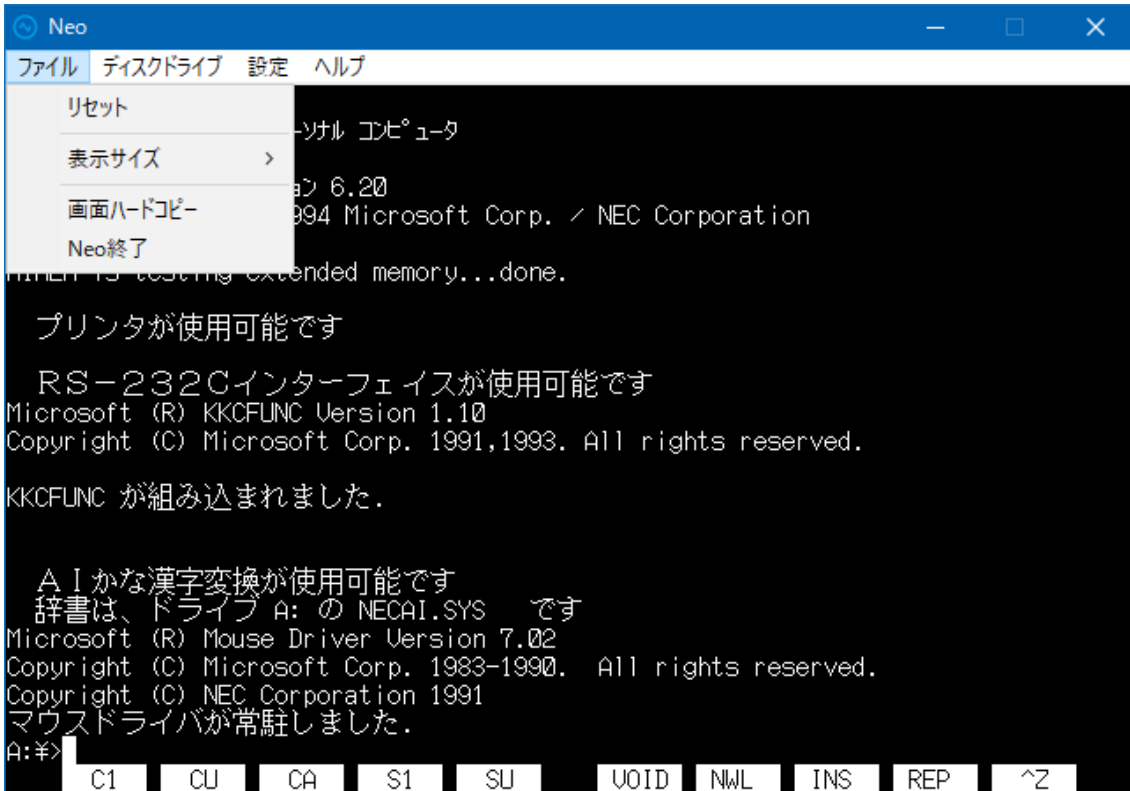 Neo
ファイル ディスクドライブ 設定 ヘルプ
リセット
表示サイズ
画面ハードコピー
Neo終了
ーソナル コンピュータ
ョン 6.20
994 Microsoft Corp. / NEC Corporation
HIMEM is testing extended memory...done.
プリンタが使用可能です
RS-232Cインターフェイスが使用可能です
Microsoft (R) KKCFUNC Version 1.10
Copyright (C) Microsoft Corp. 1991,1993. All rights reserved.
KKCFUNC が組み込まれました.
AIかな漢字変換が使用可能です
辞書は、ドライブ A: の NECAI.SYS です
Microsoft (R) Mouse Driver Version 7.02
Copyright (C) Microsoft Corp. 1983-1990. All rights reserved.
Copyright (C) NEC Corporation 1991
マウスドライバが常駐しました.
A:¥>
C1 CU CA S1 SU VOID NWL INS REP ^Z